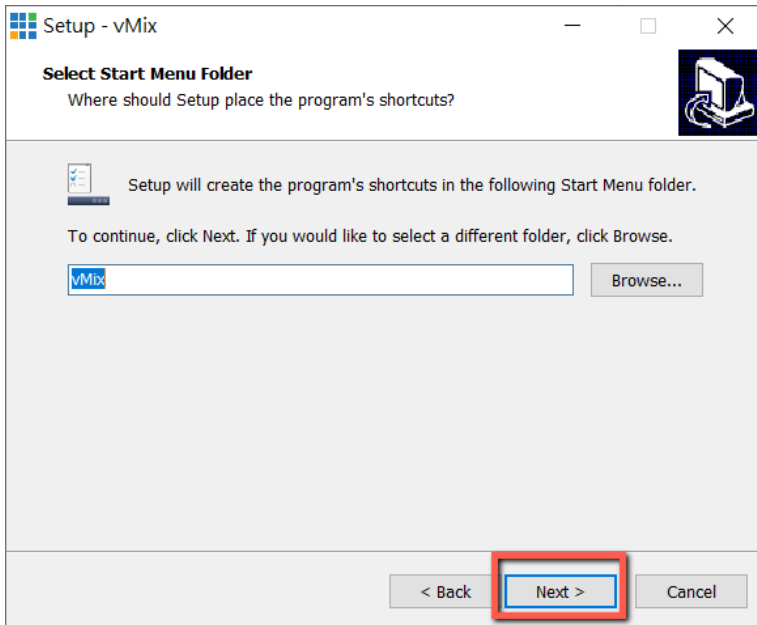 Setup - vMix
Select Start Menu Folder
Where should Setup place the program's shortcuts?
Setup will create the program's shortcuts in the following Start Menu folder.
To continue, click Next. If you would like to select a different folder, click Browse.
vMix
Browse...
< Back
Next >
Cancel